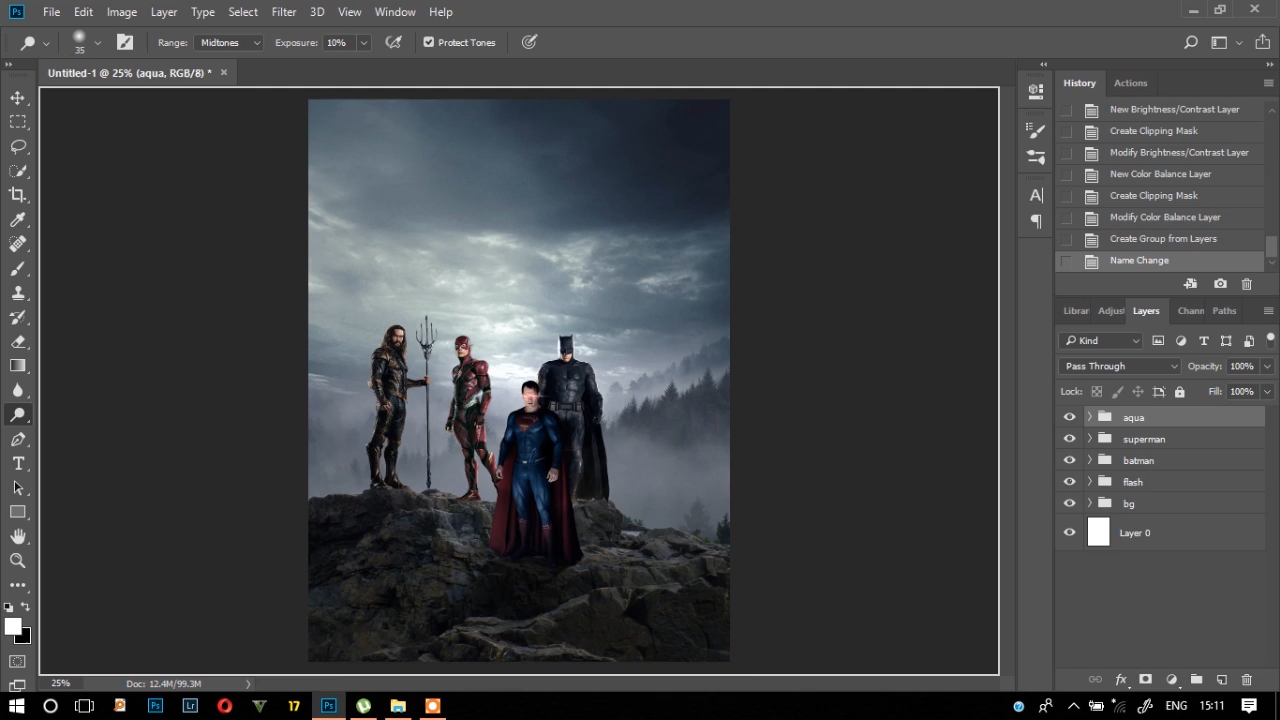 Ps File Edit Image Layer Type Select Filter 3D View Window Help
35 Range: Midtones Exposure: 10% Protect Tones
Untitled-1 @ 25% (aqua, RGB/8) * ×
History Actions
New Brightness/Contrast Layer
Create Clipping Mask
Modify Brightness/Contrast Layer
New Color Balance Layer
Create Clipping Mask
Modify Color Balance Layer
Create Group from Layers
Name Change
Librar Adjus Layers Chann Paths
Kind
Pass Through Opacity: 100%
Lock: Fill: 100%
aqua
superman
batman
flash
bg
Layer 0
25% Doc: 12.4M/99.3M
Ps Lr 17 Ps ENG 15:11